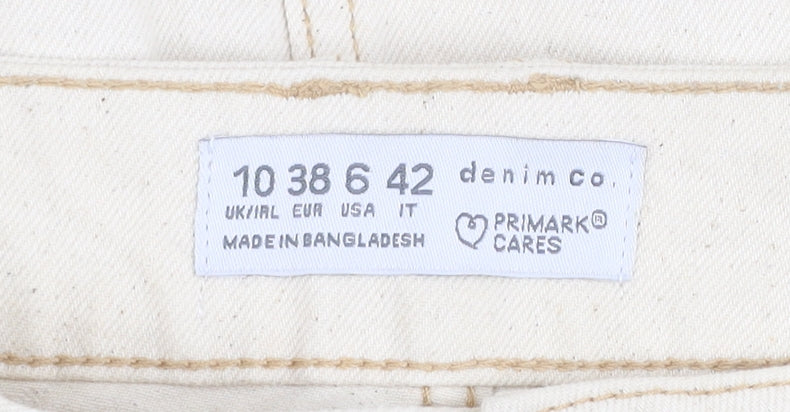 10 38 6 42
UK/IRL EUR USA IT
MADE IN BANGLADESH
denim co.
PRIMARK®
CARES